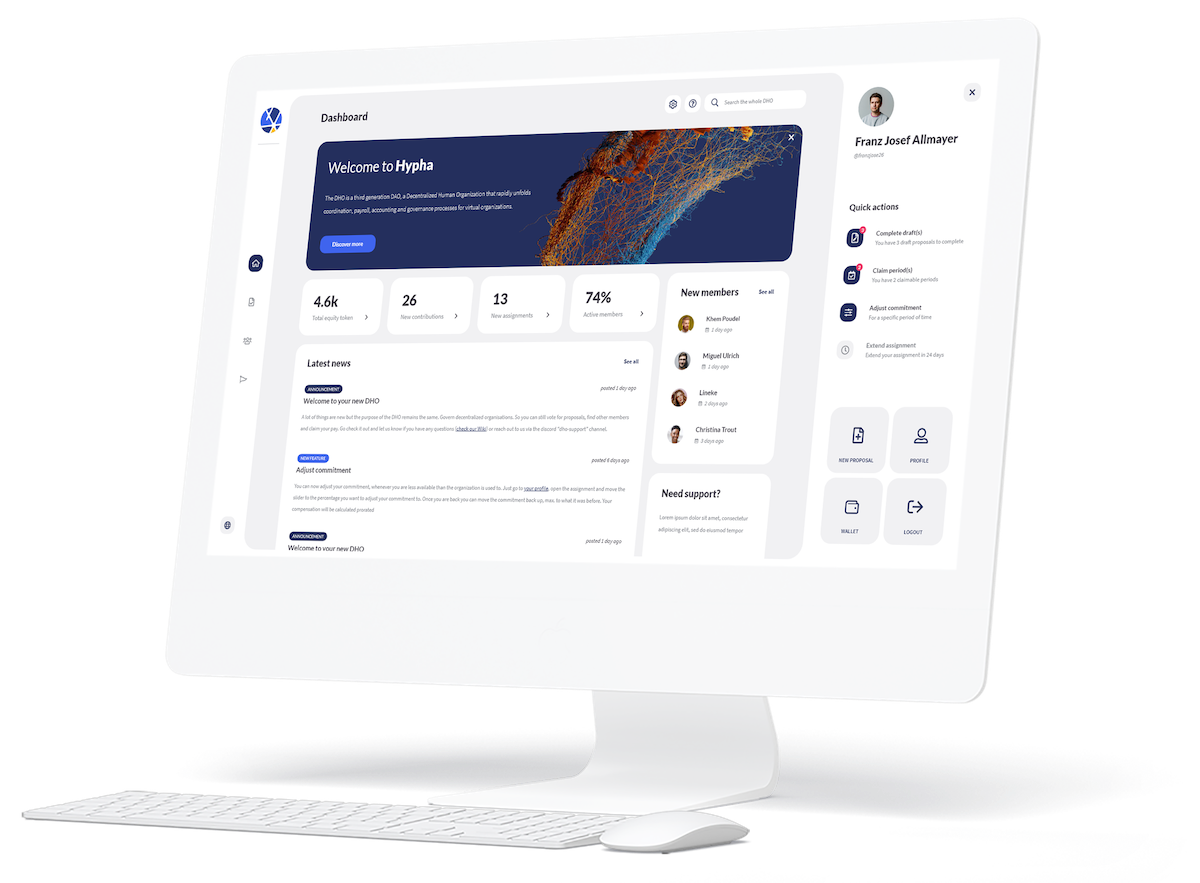 Dashboard
Search the whole DHO
Welcome to Hypha
The DHO is a third generation DAO, a Decentralized Human Organization that rapidly unfolds
coordination, payroll, accounting and governance processes for virtual organizations.
Discover more
4.6k
Total equity token
26
New contributions
13
New assignments
74%
Active members
Latest news
See all
ANNOUNCEMENT
posted 1 day ago
Welcome to your new DHO
A lot of things are new but the purpose of the DHO remains the same. Govern decentralized organisations. So you can still vote for proposals, find other members
and claim your pay. Go check it out and let us know if you have any questions (check our Wiki) or reach out to us via the discord "dho-support" channel.
NEW FEATURE
posted 6 days ago
Adjust commitment
You can now adjust your commitment, whenever you are less available than the organization is used to. Just go to your profile, open the assignment and move the
slider to the percentage you want to adjust your commitment to. Once you are back you can move the commitment back up, max. to what it was before. Your
compensation will be calculated prorated
ANNOUNCEMENT
posted 1 day ago
Welcome to your new DHO
New members
See all
Khem Poudel
1 day ago
Miguel Ulrich
1 day ago
Lineke
2 days ago
Christina Trout
3 days ago
Need support?
Lorem ipsum dolor sit amet, consectetur
adipiscing elit, sed do eiusmod tempor
Franz Josef Allmayer
Quick actions
Complete draft(s)
You have 3 draft proposals to complete
Claim period(s)
You have 2 claimable periods
Adjust commitment
For a specific period of time
Extend assignment
Extend your assignment in 24 days
NEW PROPOSAL
PROFILE
WALLET
LOGOUT